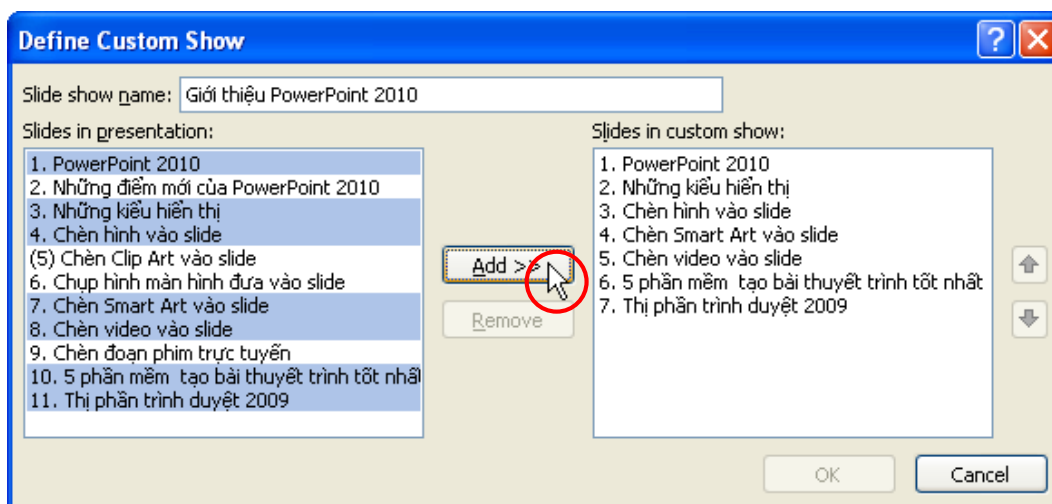 Define Custom Show
Slide show name: Giới thiệu PowerPoint 2010
Slides in presentation:
1. PowerPoint 2010
2. Những điểm mới của PowerPoint 2010
3. Những kiểu hiển thị
4. Chèn hình vào slide
(5) Chèn Clip Art vào slide
6. Chụp hình màn hình đưa vào slide
7. Chèn Smart Art vào slide
8. Chèn video vào slide
9. Chèn đoạn phim trực tuyến
10. 5 phần mềm tạo bài thuyết trình tốt nhấ
11. Thị phần trình duyệt 2009
Add >>
Remove
Slides in custom show:
1. PowerPoint 2010
2. Những kiểu hiển thị
3. Chèn hình vào slide
4. Chèn Smart Art vào slide
5. Chèn video vào slide
6. 5 phần mềm tạo bài thuyết trình tốt nhất
7. Thị phần trình duyệt 2009
OK
Cancel